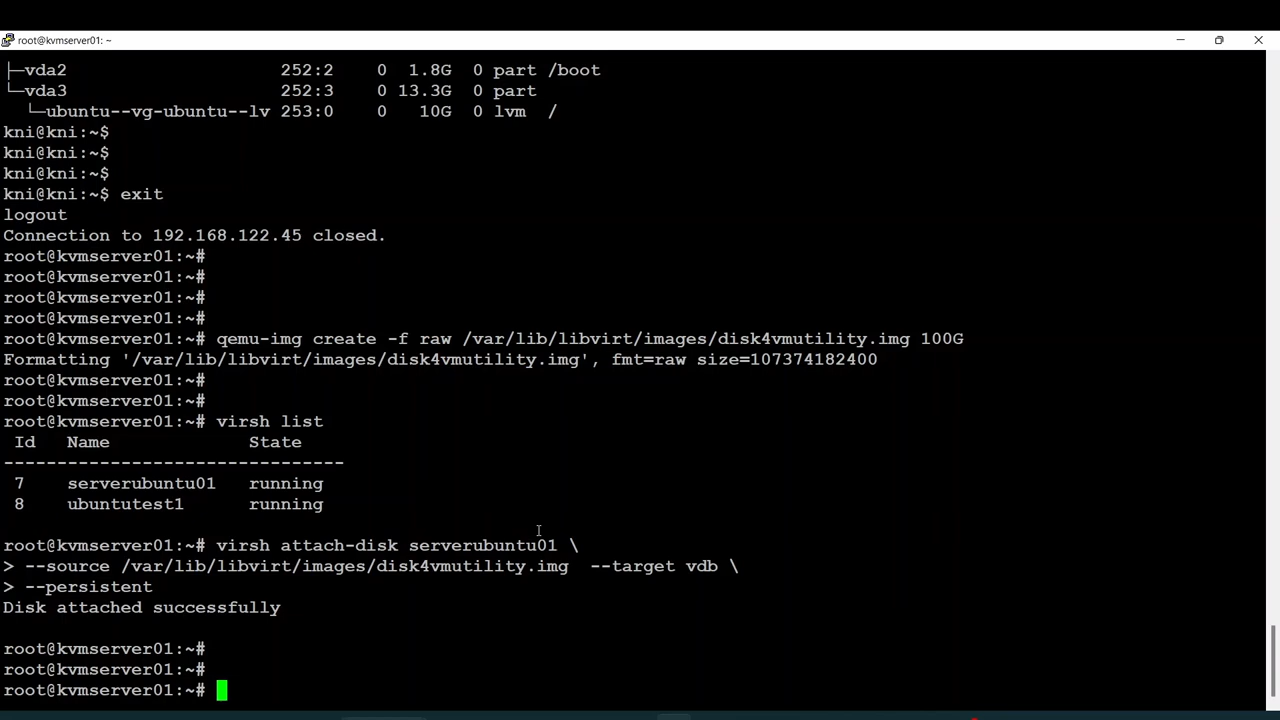 root@kvmserver01: ~
├─vda2 252:2 0 1.8G 0 part /boot
└─vda3 252:3 0 13.3G 0 part
└─ubuntu--vg-ubuntu--lv 253:0 0 10G 0 lvm /
kni@kni:~$
kni@kni:~$
kni@kni:~$
kni@kni:~$ exit
logout
Connection to 192.168.122.45 closed.
root@kvmserver01:~#
root@kvmserver01:~#
root@kvmserver01:~#
root@kvmserver01:~#
root@kvmserver01:~# qemu-img create -f raw /var/lib/libvirt/images/disk4vmutility.img 100G
Formatting '/var/lib/libvirt/images/disk4vmutility.img', fmt=raw size=107374182400
root@kvmserver01:~#
root@kvmserver01:~#
root@kvmserver01:~# virsh list
Id Name State
--------------------------------
7 serverubuntu01 running
8 ubuntutest1 running
root@kvmserver01:~# virsh attach-disk serverubuntu01 \
> --source /var/lib/libvirt/images/disk4vmutility.img --target vdb \
> --persistent
Disk attached successfully
root@kvmserver01:~#
root@kvmserver01:~#
root@kvmserver01:~#